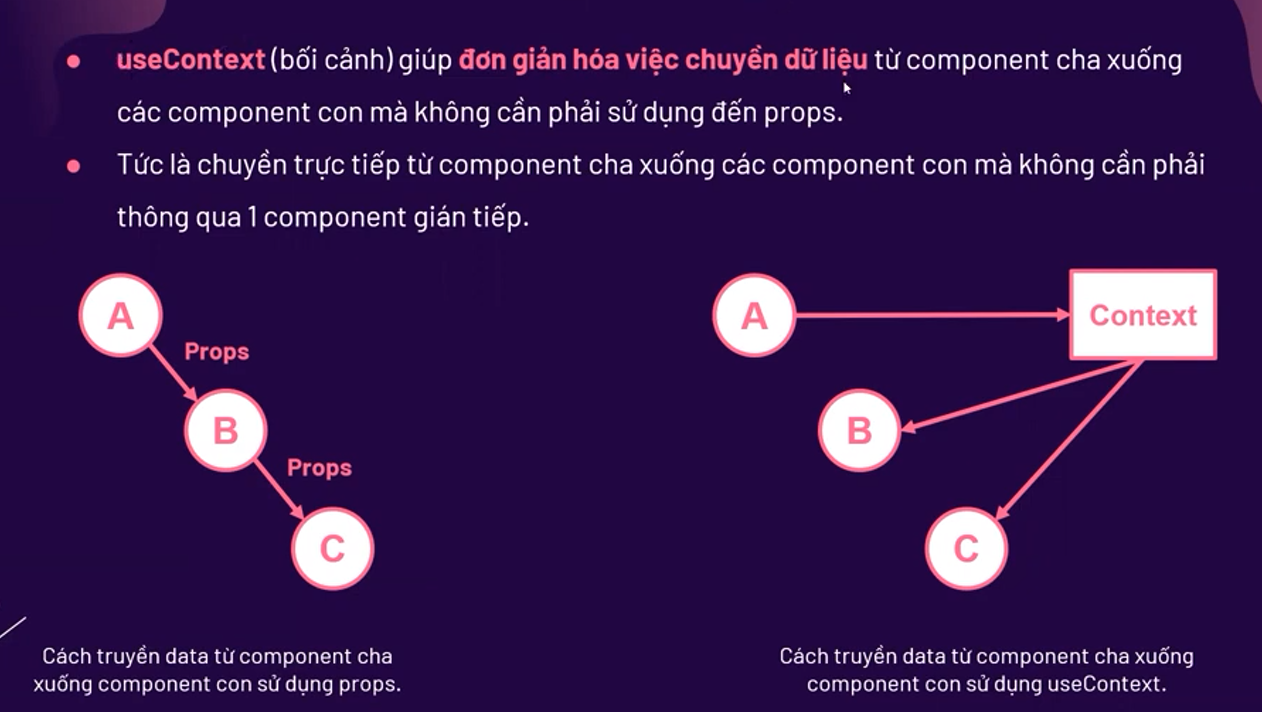 useContext (bối cảnh) giúp đơn giản hóa việc chuyền dữ liệu từ component cha xuống
các component con mà không cần phải sử dụng đến props.
Tức là chuyền trực tiếp từ component cha xuống các component con mà không cần phải
thông qua 1 component gián tiếp.
A
Props
B
Props
C
A
Context
B
C
Cách truyền data từ component cha
xuống component con sử dụng props.
Cách truyền data từ component cha xuống
component con sử dụng useContext.